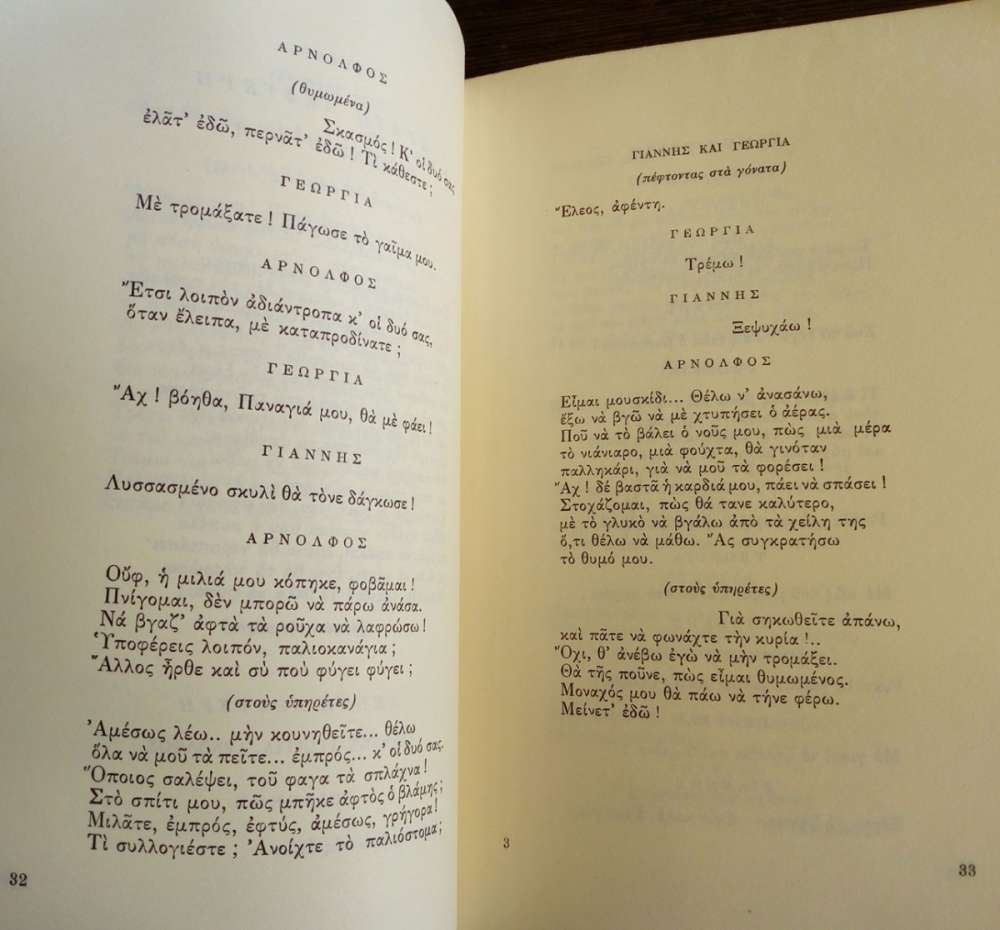 ΑΡΝΟΛΦΟΣ
(θυμωμένα)
Σκασμός! Κ' οἱ δυό σας
ἐλᾶτ' ἐδῶ, περνᾶτ' ἐδῶ! Τὶ κάθεστε;
ΓΕΩΡΓΙΑ
Μὲ τρομάξατε! Πάγωσε τὸ γαῖμα μου.
ΑΡΝΟΛΦΟΣ
Ἔτσι λοιπὸν ἀδιάντροπα κ' οἱ δυό σας,
ὅταν ἔλειπα, μὲ καταπροδίνατε;
ΓΕΩΡΓΙΑ
Ἄχ! βόηθα, Παναγιά μου, θὰ μὲ φάει!
ΓΙΑΝΝΗΣ
Λυσσασμένο σκυλὶ θὰ τόνε δάγκωσε!
ΑΡΝΟΛΦΟΣ
Οὔφ, ἡ μιλιά μου κόπηκε, φοβᾶμαι!
Πνίγομαι, δὲν μπορῶ νὰ πάρω ἀνάσα.
Νά βγαζ' ἀφτὰ τὰ ροῦχα νὰ λαφρώσω!
Ὑποφέρεις λοιπόν, παλιοκανάγια;
Ἄλλος ἦρθε καὶ σὺ ποὺ φύγει φύγει;
(στοὺς ὑπηρέτες)
Ἀμέσως λέω.. μὴν κουνηθεῖτε... θέλω
ὅλα νὰ μοῦ τὰ πεῖτε... ἐμπρός... κ' οἱ δυό σας.
Ὅποιος σαλέψει, τοῦ φαγα τὰ σπλάχνα!
Στὸ σπίτι μου, πῶς μπῆκε ἀφτὸς ὁ βλάμης;
Μιλᾶτε, ἐμπρός, ἐφτύς, ἀμέσως, γρήγορα!
Τὶ συλλογιέστε; Ἀνοίχτε τὸ παλιόστομα;
32
ΓΙΑΝΝΗΣ ΚΑΙ ΓΕΩΡΓΙΑ
(πέφτοντας στὰ γόνατα)
Ἔλεος, ἀφέντη.
ΓΕΩΡΓΙΑ
Τρέμω!
ΓΙΑΝΝΗΣ
Ξεψυχάω!
ΑΡΝΟΛΦΟΣ
Εἶμαι μουσκίδι... Θέλω ν' ἀνασάνω,
ἔξω νὰ βγῶ νὰ μὲ χτυπήσει ὁ ἀέρας.
Ποῦ νὰ τὸ βάλει ὁ νοῦς μου, πὼς μιὰ μέρα
τὸ νιάνιαρο, μιὰ φούχτα, θὰ γινόταν
παλληκάρι, γιὰ νὰ μοῦ τὰ φορέσει!
Ἄχ! δέ βαστᾶ ἡ καρδιά μου, πάει νὰ σπάσει!
Στοχάζομαι, πὼς θά τανε καλύτερο,
μὲ τὸ γλυκὸ νὰ βγάλω ἀπὸ τὰ χείλη της
ὅ,τι θέλω νὰ μάθω. Ἂς συγκρατήσω
τὸ θυμό μου.
(στοὺς ὑπηρέτες)
Γιὰ σηκωθεῖτε ἀπάνω,
καὶ πᾶτε νὰ φωνάχτε τὴν κυρία!..
Ὄχι, θ' ἀνέβω ἐγὼ νὰ μὴν τρομάξει.
Θὰ τῆς ποῦνε, πὼς εἶμαι θυμωμένος.
Μοναχός μου θὰ πάω νὰ τήνε φέρω.
Μείνετ' ἐδῶ!
3
33